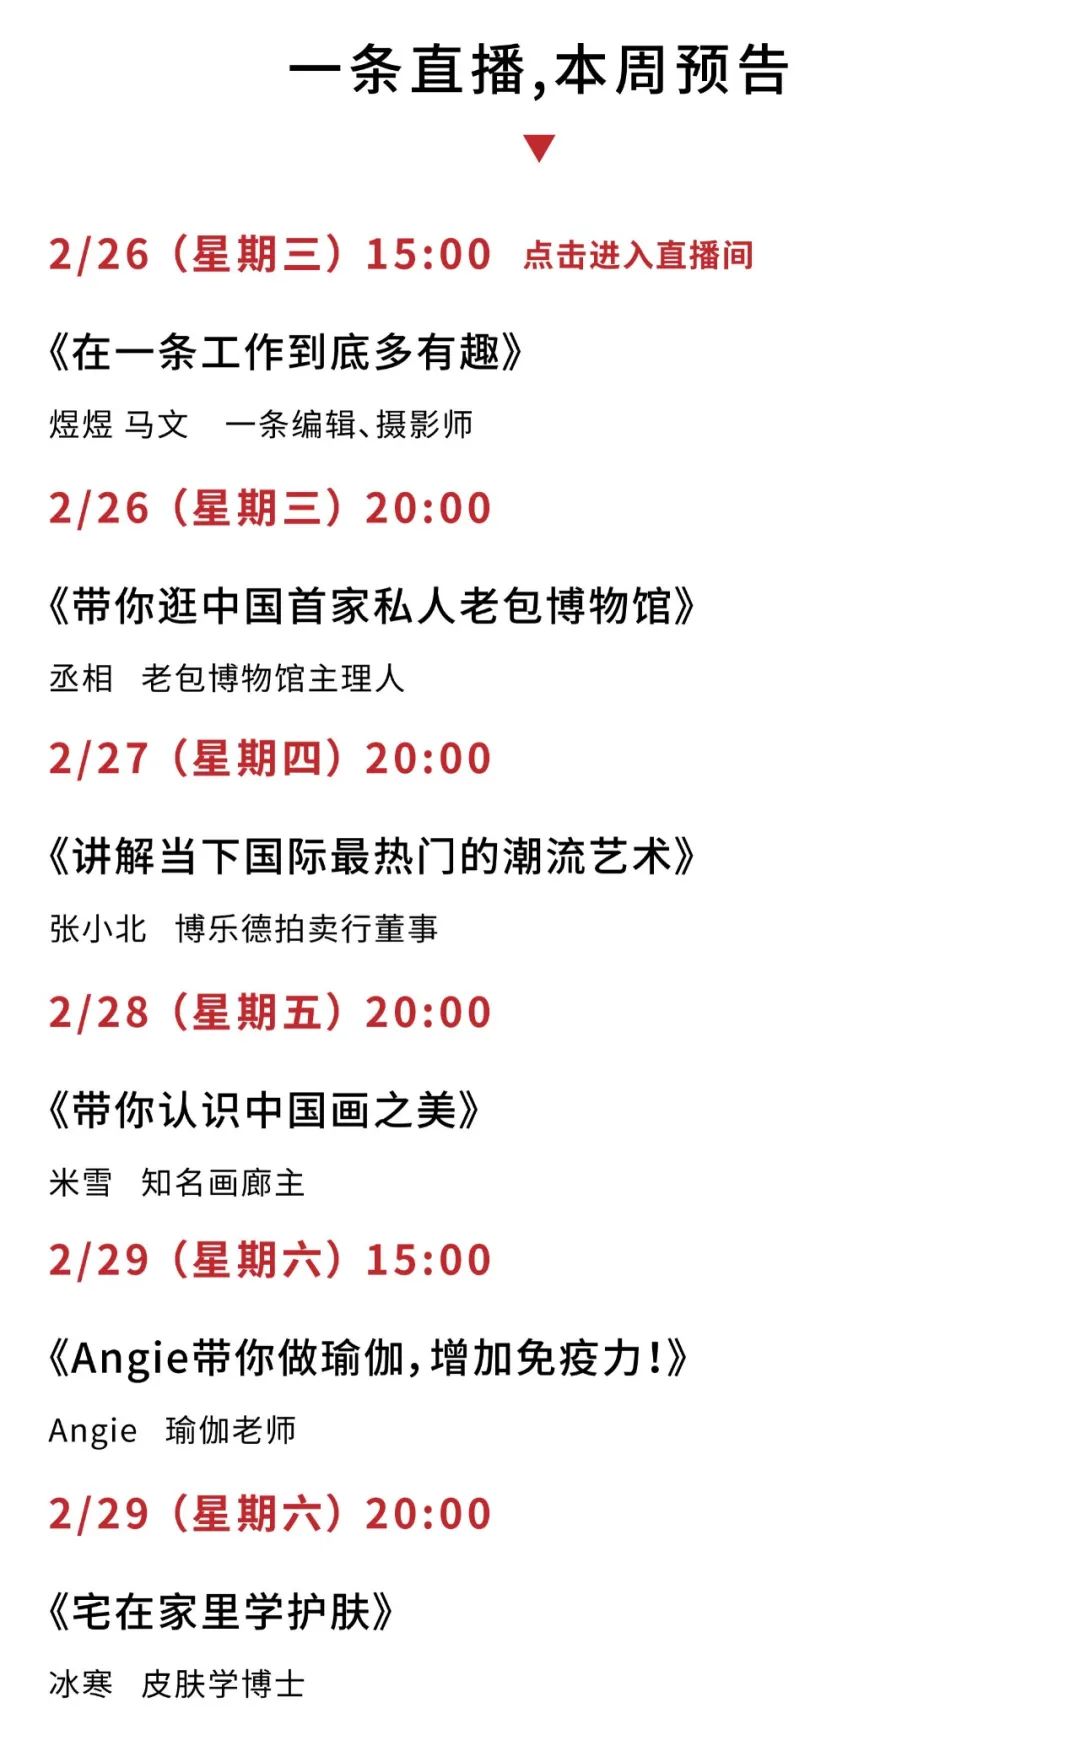 一条直播,本周预告
2/26（星期三）15:00 点击进入直播间
《在一条工作到底多有趣》
煜煜 马文 一条编辑、摄影师
2/26（星期三）20:00
《带你逛中国首家私人老包博物馆》
丞相 老包博物馆主理人
2/27（星期四）20:00
《讲解当下国际最热门的潮流艺术》
张小北 博乐德拍卖行董事
2/28（星期五）20:00
《带你认识中国画之美》
米雪 知名画廊主
2/29（星期六）15:00
《Angie带你做瑜伽，增加免疫力！》
Angie 瑜伽老师
2/29（星期六）20:00
《宅在家里学护肤》
冰寒 皮肤学博士